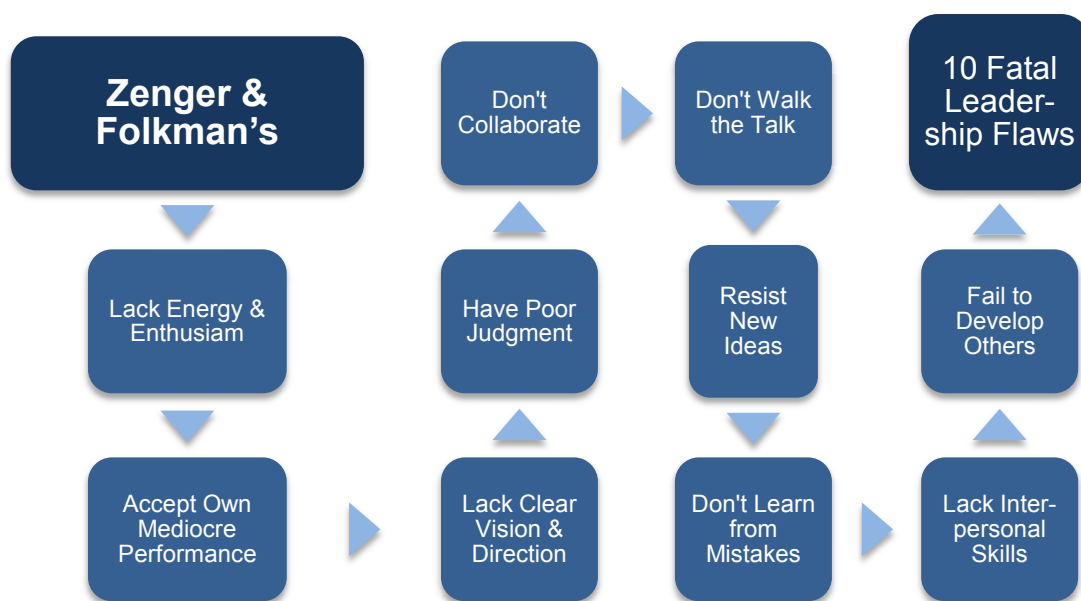 Zenger &
Folkman’s
Lack Energy &
Enthusiam
Accept Own
Mediocre
Performance
Lack Clear
Vision &
Direction
Have Poor
Judgment
Don't
Collaborate
Don't Walk
the Talk
Resist
New
Ideas
Don't Learn
from
Mistakes
Lack Inter-
personal
Skills
Fail to
Develop
Others
10 Fatal
Leader-
ship Flaws